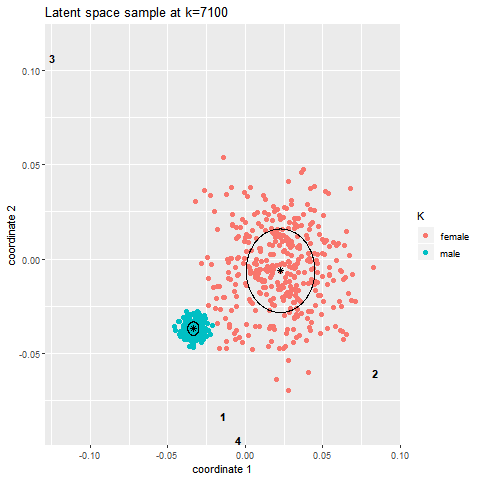 Latent space sample at k=7100
3
0.10
0.05
0.00
-0.05
coordinate 2
2
1
4
-0.10
-0.05
0.00
0.05
0.10
coordinate 1
K
female
male